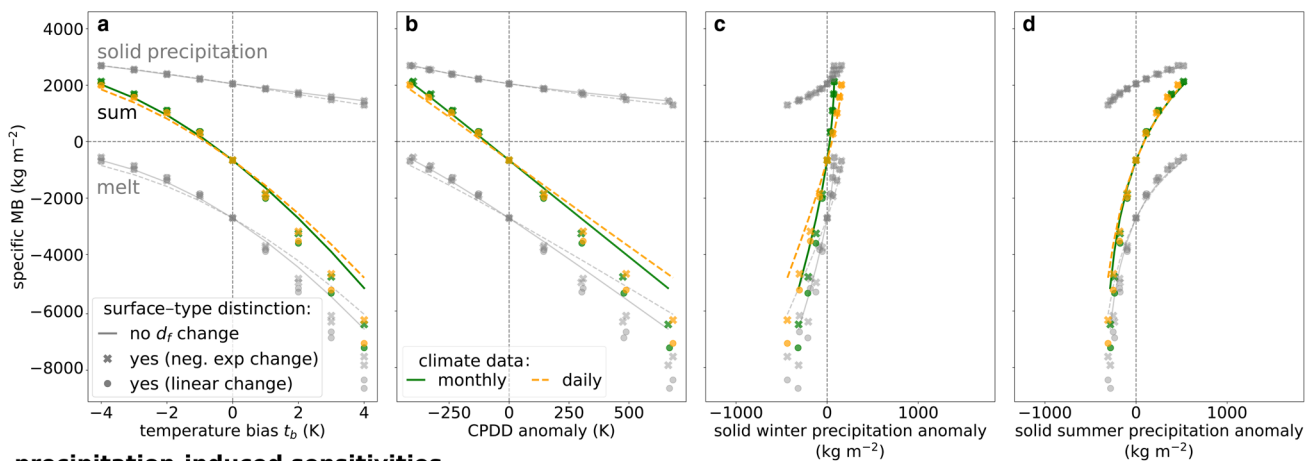 a
b
c
d
4000
2000
0
−2000
−4000
−6000
−8000
specific MB (kg m⁻²)
solid precipitation
sum
melt
surface–type distinction:
no d_f change
yes (neg. exp change)
yes (linear change)
climate data:
monthly
daily
−4 −2 0 2 4
temperature bias t_b (K)
−250 0 250 500
CPDD anomaly (K)
−1000 0 1000
solid winter precipitation anomaly
(kg m⁻²)
−1000 0 1000
solid summer precipitation anomaly
(kg m⁻²)
precipitation-induced sensitivities